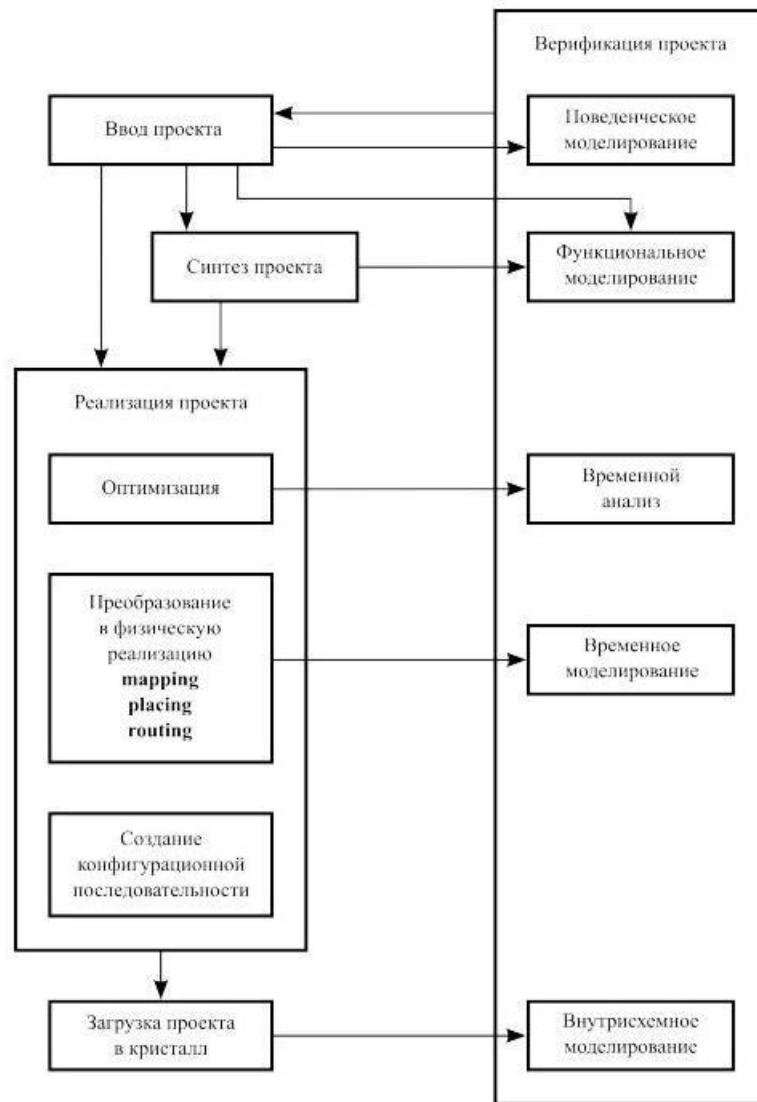 Верификация проекта
Ввод проекта
Поведенческое
моделирование
Синтез проекта
Функциональное
моделирование
Реализация проекта
Оптимизация
Временной
анализ
Преобразование
в физическую
реализацию
mapping
placing
routing
Временное
моделирование
Создание
конфигурационной
последовательности
Загрузка проекта
в кристалл
Внутрисхемное
моделирование